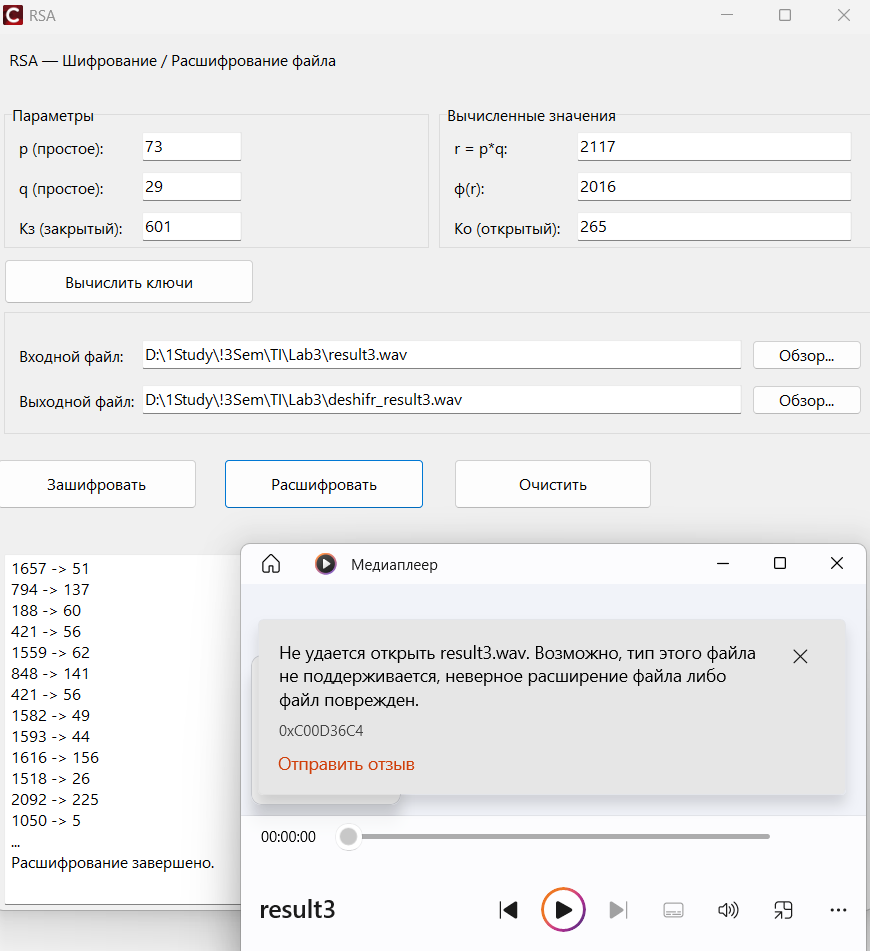 RSA
RSA — Шифрование / Расшифрование файла
Параметры
p (простое):
73
q (простое):
29
Кз (закрытый):
601
Вычисленные значения
r = p*q:
2117
ф(r):
2016
Ко (открытый):
265
Вычислить ключи
Входной файл:
D:\1Study\!3Sem\TI\Lab3\result3.wav
Обзор...
Выходной файл:
D:\1Study\!3Sem\TI\Lab3\deshifr_result3.wav
Обзор...
Зашифровать
Расшифровать
Очистить
1657 -> 51
794 -> 137
188 -> 60
421 -> 56
1559 -> 62
848 -> 141
421 -> 56
1582 -> 49
1593 -> 44
1616 -> 156
1518 -> 26
2092 -> 225
1050 -> 5
...
Расшифрование завершено.
Медиаплеер
Не удается открыть result3.wav. Возможно, тип этого файла
не поддерживается, неверное расширение файла либо
файл поврежден.
0xC00D36C4
Отправить отзыв
00:00:00
result3